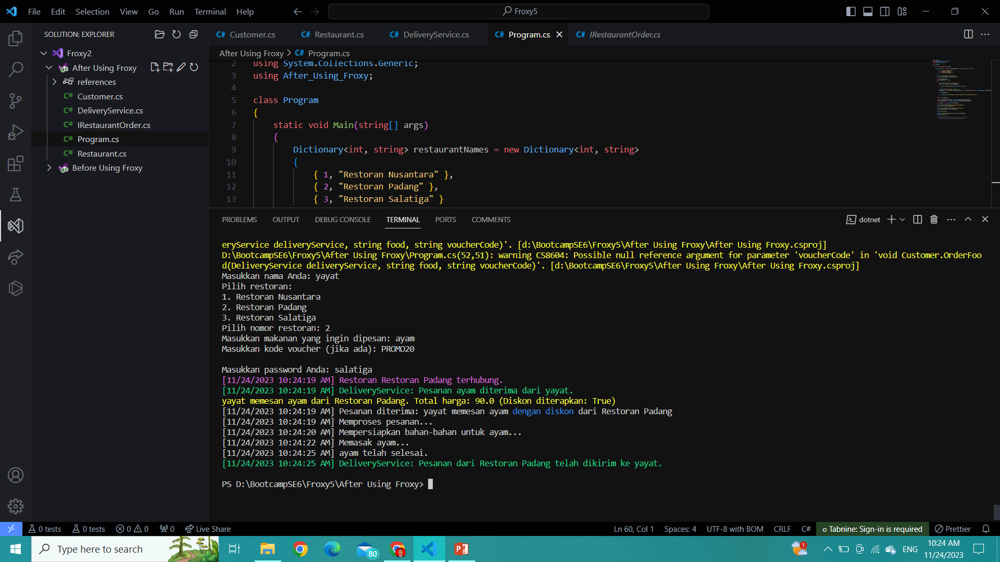 File Edit Selection View Go Run Terminal Help
Froxy5
SOLUTION: EXPLORER
Froxy2
After Using Froxy
references
C# Customer.cs
C# DeliveryService.cs
C# IRestaurantOrder.cs
C# Program.cs
C# Restaurant.cs
Before Using Froxy
C# Customer.cs C# Restaurant.cs C# DeliveryService.cs C# Program.cs C# IRestaurantOrder.cs
After Using Froxy > C# Program.cs
2 using System.Collections.Generic;
3 using After_Using_Froxy;
4
5 class Program
6 {
7 static void Main(string[] args)
8 {
9 Dictionary<int, string> restaurantNames = new Dictionary<int, string>
10 {
11 { 1, "Restoran Nusantara" },
12 { 2, "Restoran Padang" },
13 { 3, "Restoran Salatiga" }
PROBLEMS OUTPUT DEBUG CONSOLE TERMINAL PORTS COMMENTS
dotnet
eryService deliveryService, string food, string voucherCode)'. [d:\BootcampSE6\Froxy5\After Using Froxy\After Using Froxy.csproj]
D:\BootcampSE6\Froxy5\After Using Froxy\Program.cs(52,51): warning CS8604: Possible null reference argument for parameter 'voucherCode' in 'void Customer.OrderFoo
d(DeliveryService deliveryService, string food, string voucherCode)'. [d:\BootcampSE6\Froxy5\After Using Froxy\After Using Froxy.csproj]
Masukkan nama Anda: yayat
Pilih restoran:
1. Restoran Nusantara
2. Restoran Padang
3. Restoran Salatiga
Pilih nomor restoran: 2
Masukkan makanan yang ingin dipesan: ayam
Masukkan kode voucher (jika ada): PROMO20
Masukkan password Anda: salatiga
[11/24/2023 10:24:19 AM] Restoran Restoran Padang terhubung.
[11/24/2023 10:24:19 AM] DeliveryService: Pesanan ayam diterima dari yayat.
yayat memesan ayam dari Restoran Padang. Total harga: 90.0 (Diskon diterapkan: True)
[11/24/2023 10:24:19 AM] Pesanan diterima: yayat memesan ayam dengan diskon dari Restoran Padang
[11/24/2023 10:24:19 AM] Memproses pesanan...
[11/24/2023 10:24:20 AM] Mempersiapkan bahan-bahan untuk ayam...
[11/24/2023 10:24:22 AM] Memasak ayam...
[11/24/2023 10:24:25 AM] ayam telah selesai.
[11/24/2023 10:24:25 AM] DeliveryService: Pesanan dari Restoran Padang telah dikirim ke yayat.
PS D:\BootcampSE6\Froxy5\After Using Froxy>
0 tests 0 tests 0 0 0 Live Share
Ln 60, Col 1 Spaces: 4 UTF-8 with BOM CRLF C# Tabnine: Sign-in is required Prettier
Type here to search
80
1
ENG
10:24 AM
11/24/2023